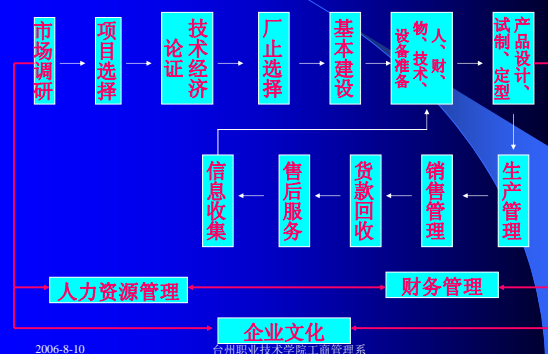 市场调研
项目选择
技术经济
论证
厂止选择
基本建设
人、财、
物、技术、
设备准备
产品设计、
试制、定型
信息收集
售后服务
货款回收
销售管理
生产管理
人力资源管理
财务管理
企业文化
2006-8-10
台州职业技术学院工商管理系